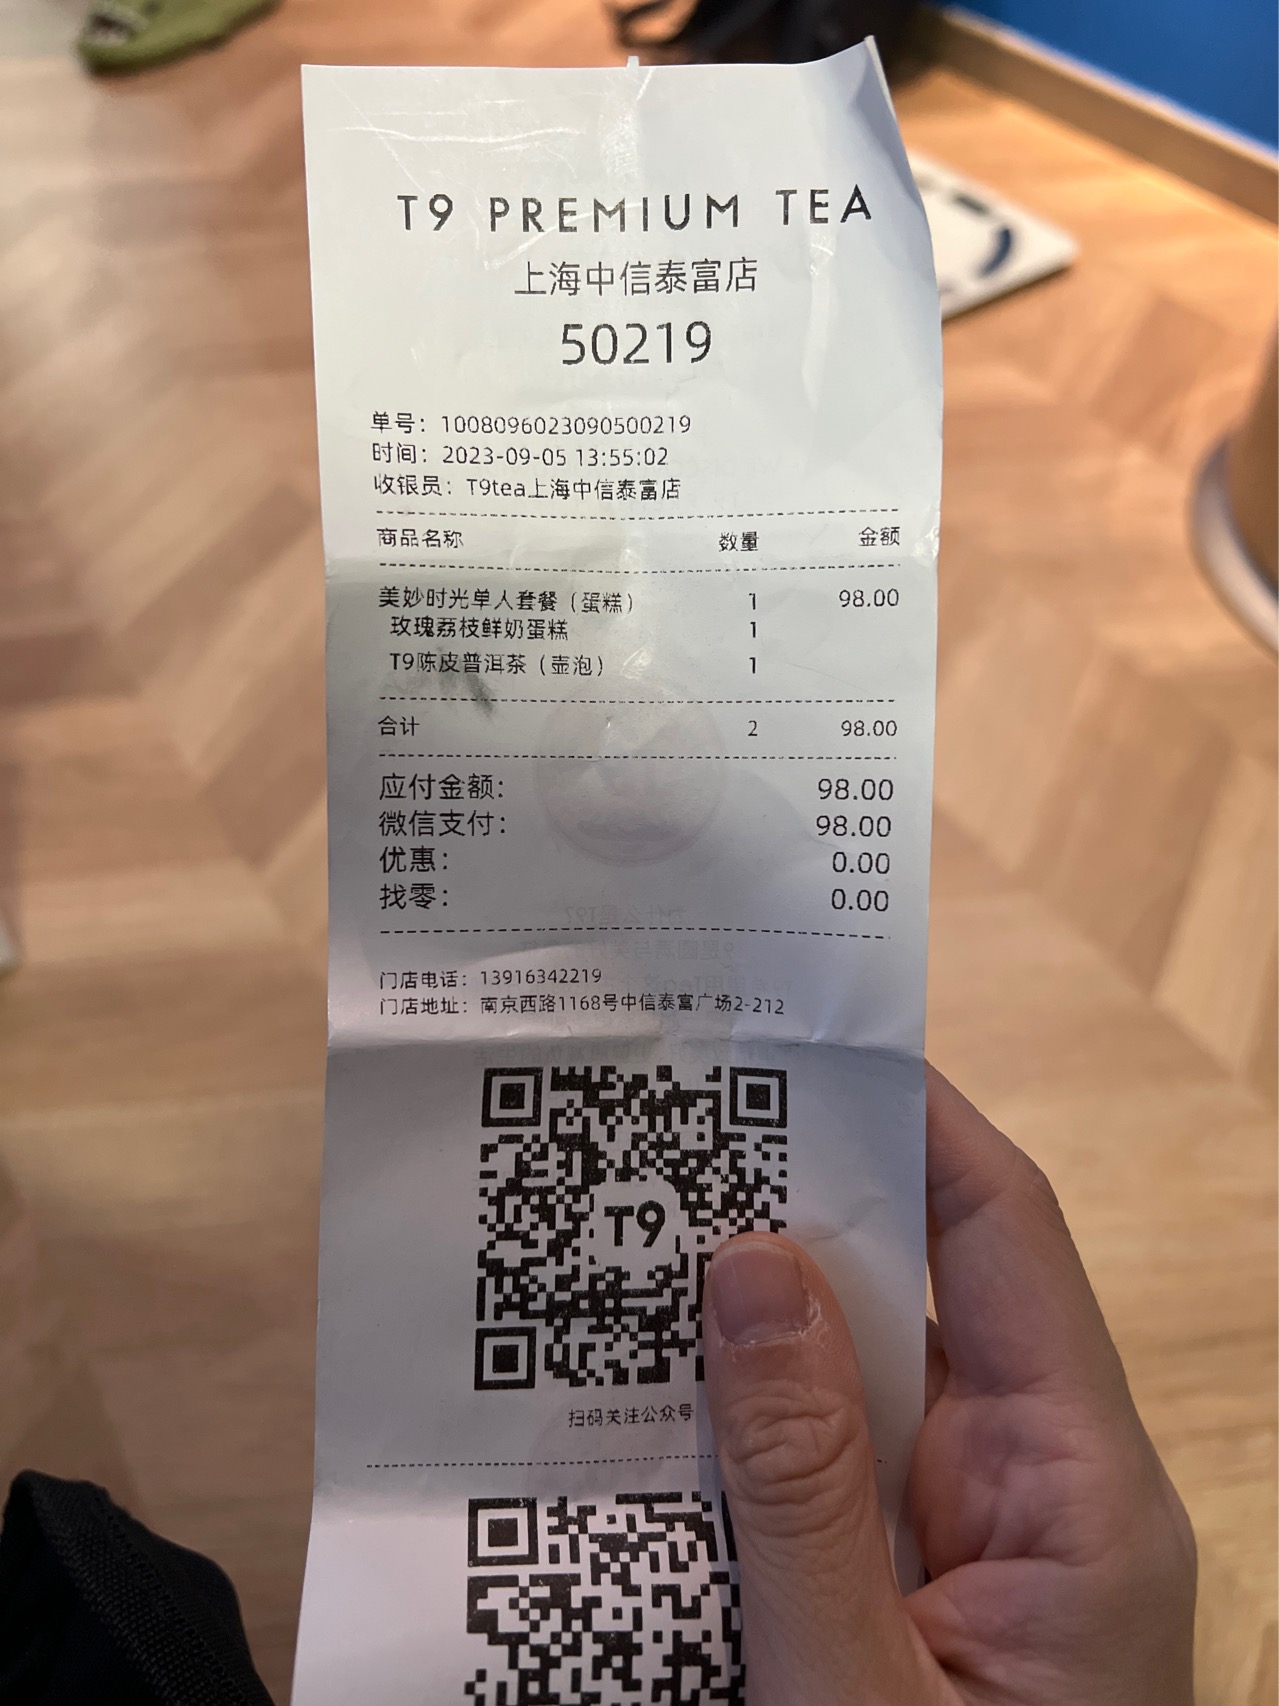 T9 PREMIUM TEA
上海中信泰富店
50219
单号：1008096023090500219
时间：2023-09-05 13:55:02
收银员：T9tea上海中信泰富店
商品名称 数量 金额
美妙时光单人套餐（蛋糕） 1 98.00
玫瑰荔枝鲜奶蛋糕 1
T9陈皮普洱茶（壶泡） 1
合计 2 98.00
应付金额： 98.00
微信支付： 98.00
优惠： 0.00
找零： 0.00
门店电话：13916342219
门店地址：南京西路1168号中信泰富广场2-212
T9
扫码关注公众号